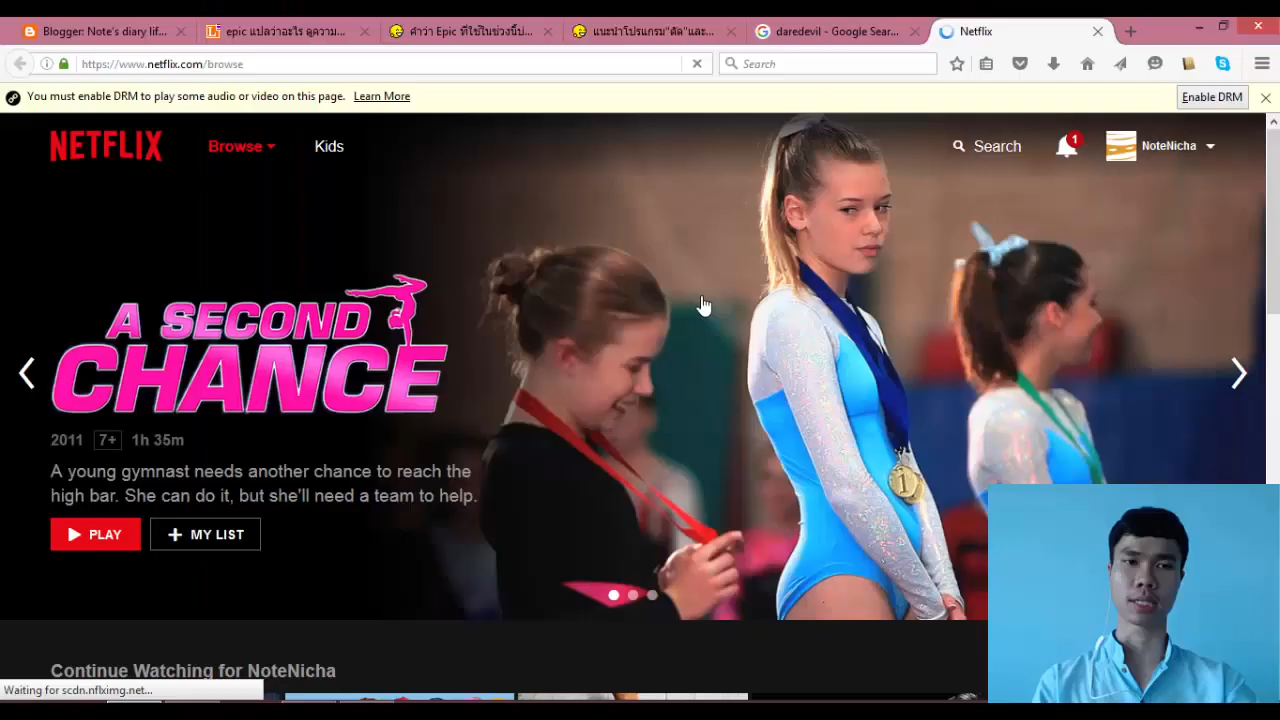 Blogger: Note's diary lif...
epic แปลว่าอะไร ดูความ...
คำว่า Epic ที่ใช้ในช่วงนี้ป...
แนะนำโปรแกรม"ตัด"และ...
daredevil - Google Sear...
Netflix
https://www.netflix.com/browse
Search
You must enable DRM to play some audio or video on this page. Learn More
Enable DRM
NETFLIX
Browse
Kids
Search
1
NoteNicha
A SECOND
CHANCE
2011 7+ 1h 35m
A young gymnast needs another chance to reach the
high bar. She can do it, but she'll need a team to help.
PLAY
+ MY LIST
1
Continue Watching for NoteNicha
Waiting for scdn.nflximg.net...